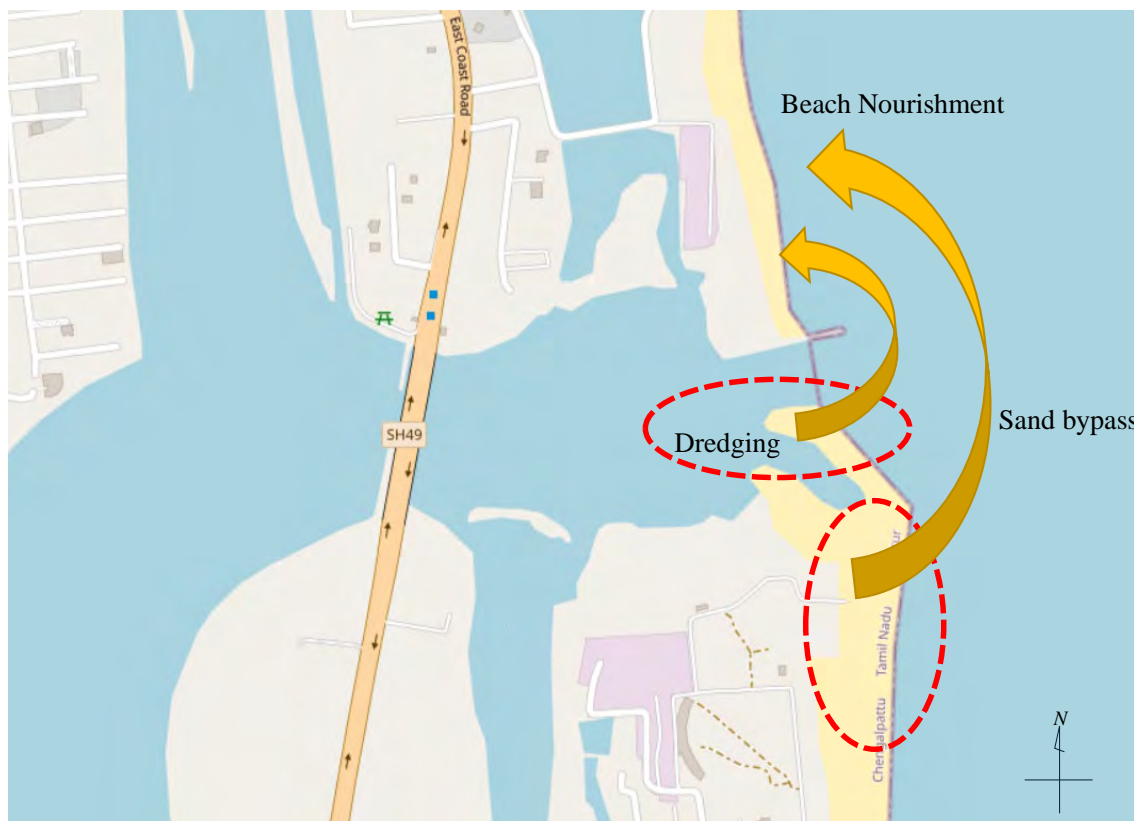 East Coast Road
Beach Nourishment
SH49
Dredging
Sand bypass
Chengalpattu Tamil Nadu
N